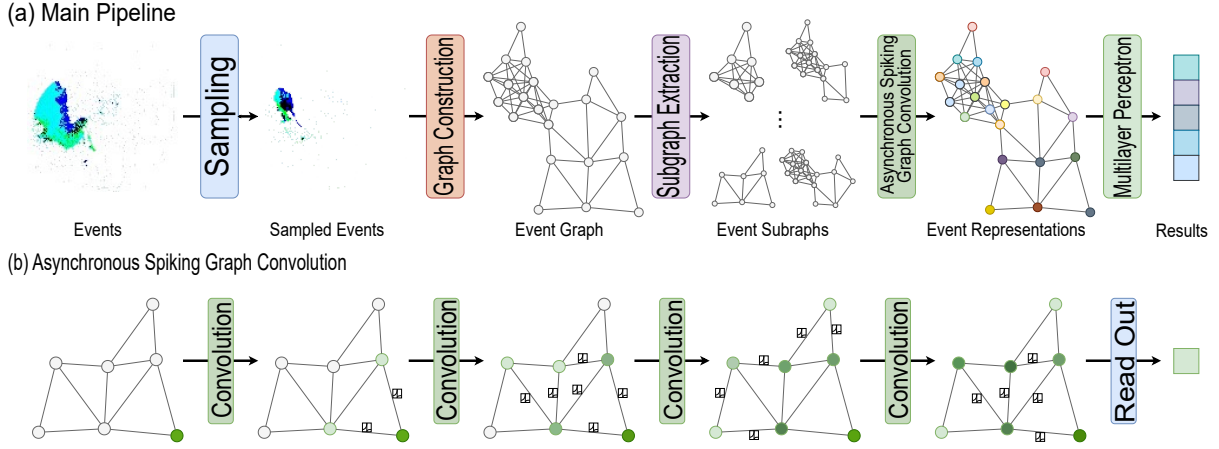 (a) Main Pipeline
Sampling
Graph Construction
Subgraph Extraction
Asynchronous Spiking
Graph Convolution
Multilayer Perceptron
Events
Sampled Events
Event Graph
Event Subraphs
Event Representations
Results
(b) Asynchronous Spiking Graph Convolution
Convolution
Convolution
Convolution
Convolution
Read Out